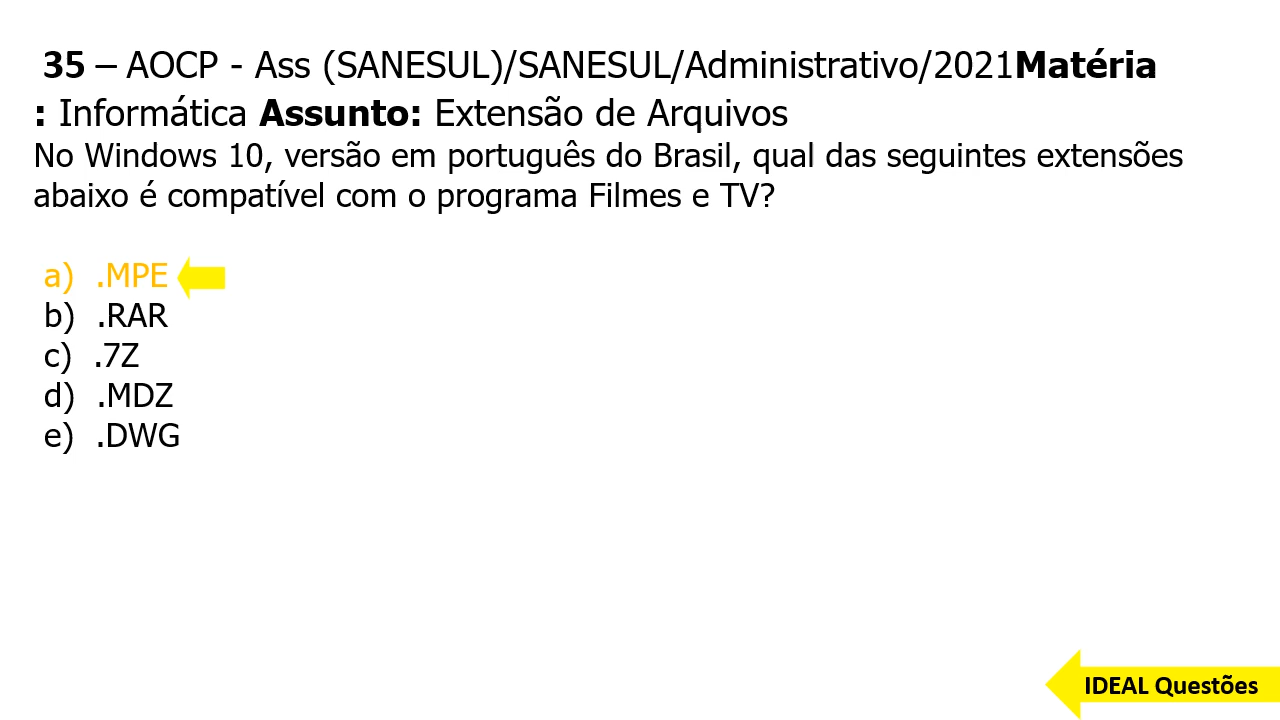 35 – AOCP - Ass (SANESUL)/SANESUL/Administrativo/2021Matéria
: Informática Assunto: Extensão de Arquivos
No Windows 10, versão em português do Brasil, qual das seguintes extensões
abaixo é compatível com o programa Filmes e TV?
a) .MPE
b) .RAR
c) .7Z
d) .MDZ
e) .DWG
IDEAL Questões